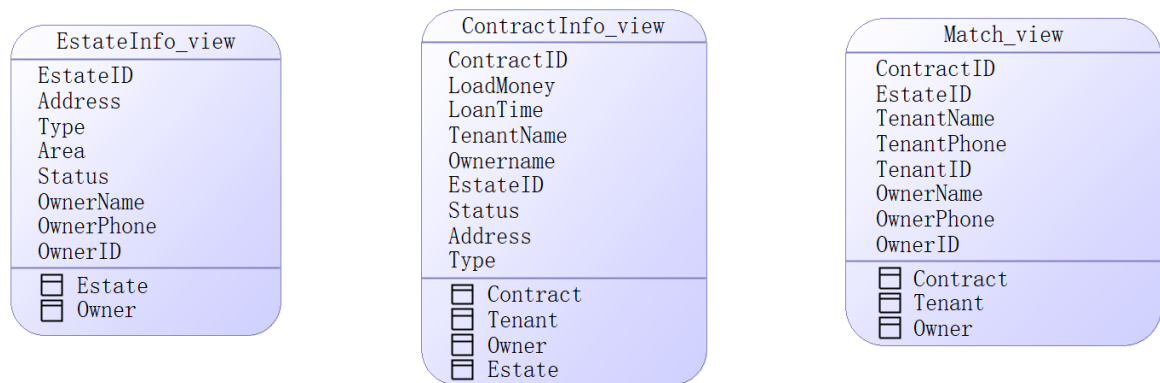 EstateInfo_view
EstateID
Address
Type
Area
Status
OwnerName
OwnerPhone
OwnerID
Estate
Owner
ContractInfo_view
ContractID
LoadMoney
LoanTime
TenantName
Ownername
EstateID
Status
Address
Type
Contract
Tenant
Owner
Estate
Match_view
ContractID
EstateID
TenantName
TenantPhone
TenantID
OwnerName
OwnerPhone
OwnerID
Contract
Tenant
Owner